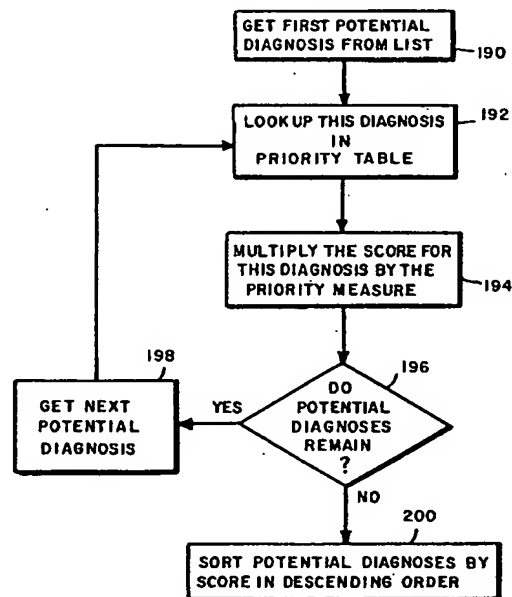 GET FIRST POTENTIAL
DIAGNOSIS FROM LIST
190
LOOKUP THIS DIAGNOSIS
IN
PRIORITY TABLE
192
MULTIPLY THE SCORE FOR
THIS DIAGNOSIS BY THE
PRIORITY MEASURE
194
196
DO
POTENTIAL
DIAGNOSES
REMAIN
?
YES
198
GET NEXT
POTENTIAL
DIAGNOSIS
NO
200
SORT POTENTIAL DIAGNOSES BY
SCORE IN DESCENDING ORDER